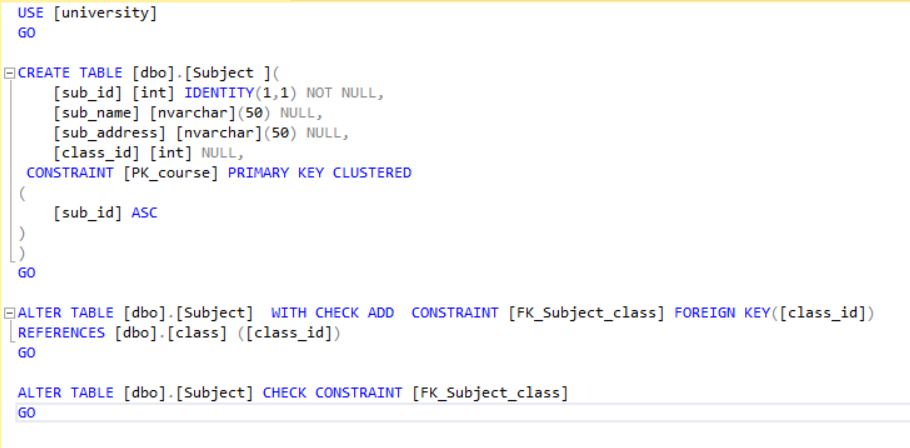 USE [university]
GO
CREATE TABLE [dbo].[Subject ](
[sub_id] [int] IDENTITY(1,1) NOT NULL,
[sub_name] [nvarchar](50) NULL,
[sub_address] [nvarchar](50) NULL,
[class_id] [int] NULL,
CONSTRAINT [PK_course] PRIMARY KEY CLUSTERED
(
[sub_id] ASC
)
)
GO
ALTER TABLE [dbo].[Subject]  WITH CHECK ADD  CONSTRAINT [FK_Subject_class] FOREIGN KEY([class_id])
REFERENCES [dbo].[class] ([class_id])
GO
ALTER TABLE [dbo].[Subject] CHECK CONSTRAINT [FK_Subject_class]
GO